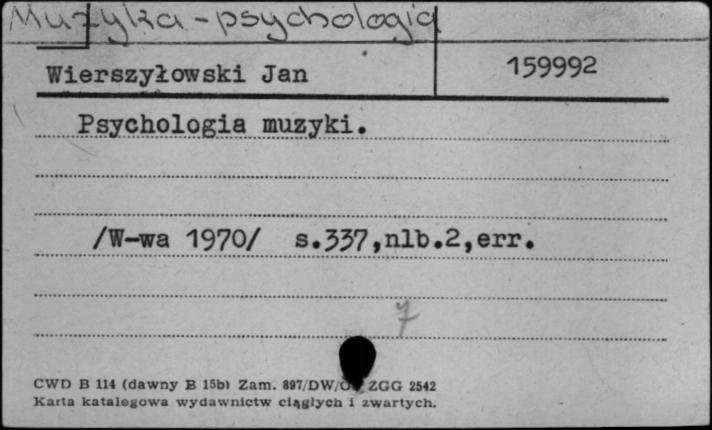 Muzyka - psychologia
Wierszyłowski Jan 159992
Psychologia muzyki.
/W-wa 1970/ s.337,nlb.2,err.
7
CWD B 114 (dawny B 15b) Zam. 897/DW/ ZGG 2542
Karta katalogowa wydawnictw ciągłych i zwartych.